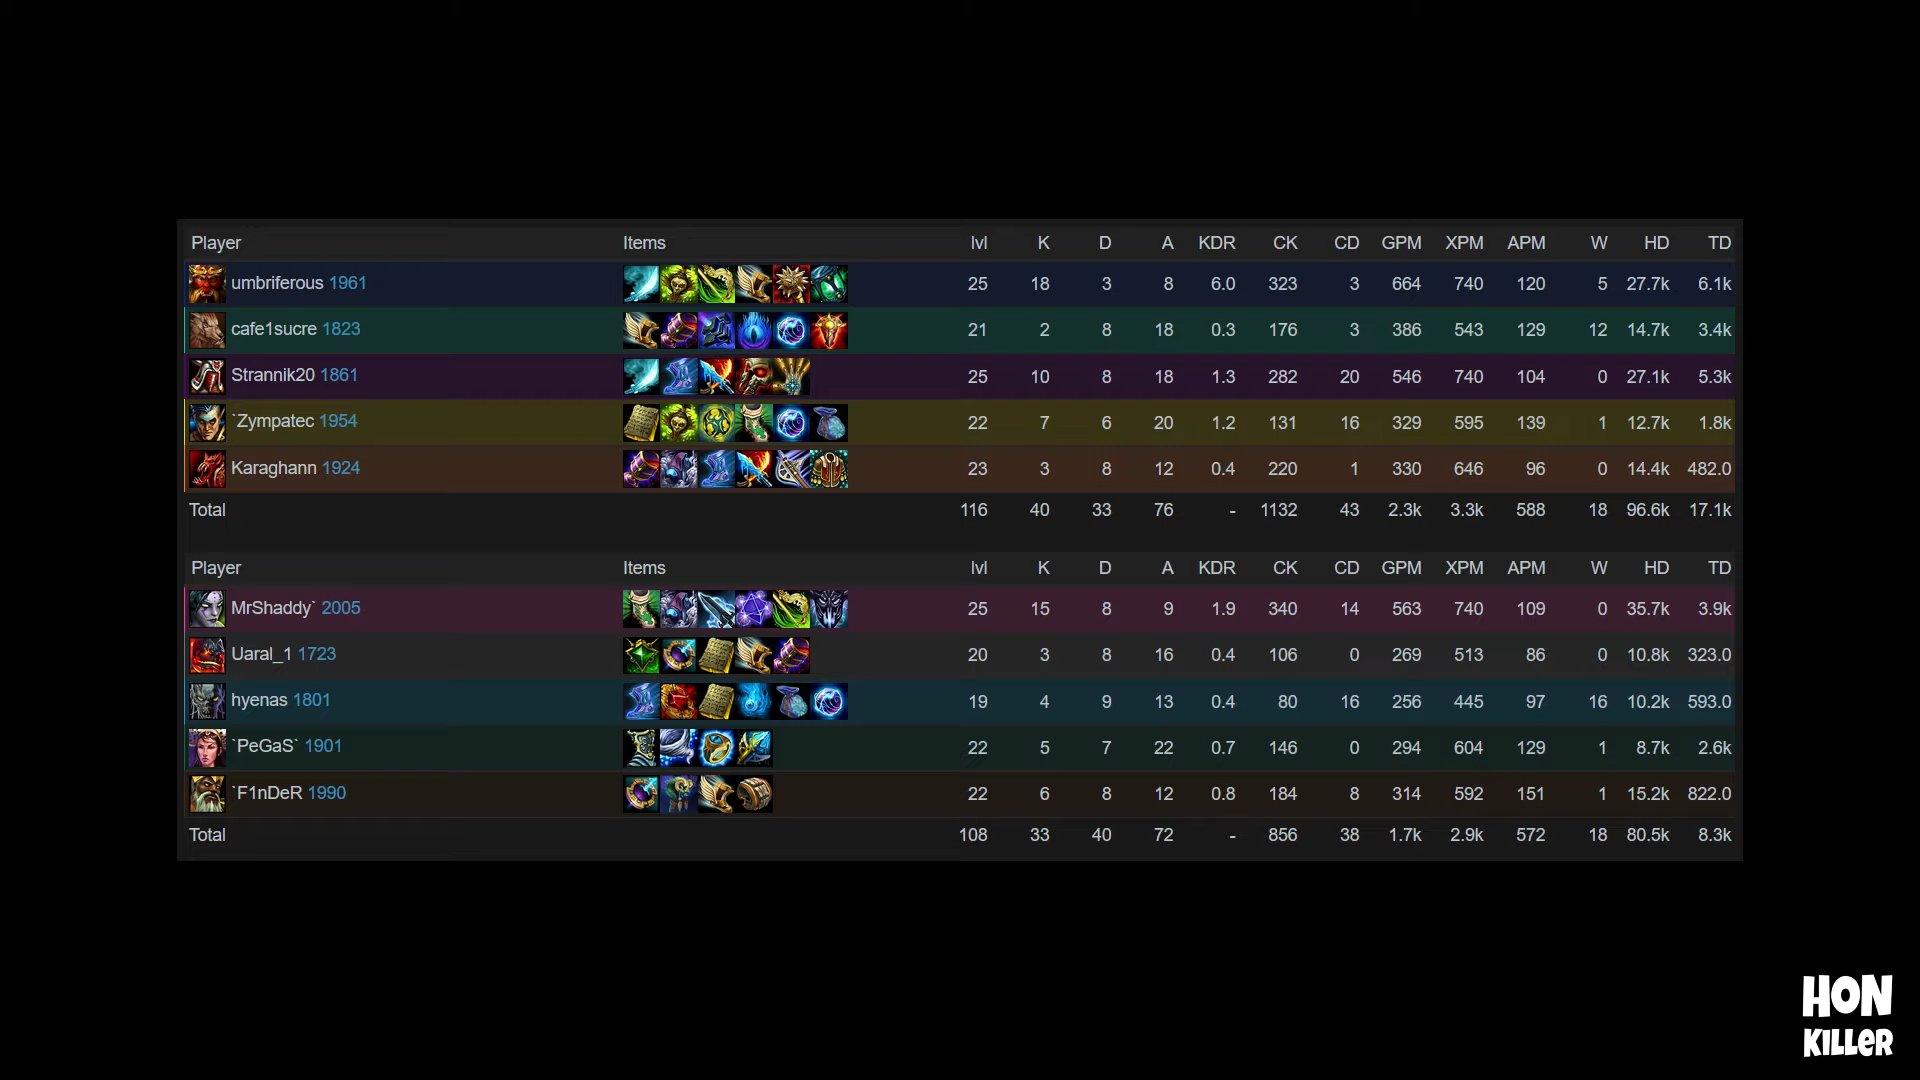 Player Items lvl K D A KDR CK CD GPM XPM APM W HD TD
umbriferous 1961 25 18 3 8 6.0 323 3 664 740 120 5 27.7k 6.1k
cafe1sucre 1823 21 2 8 18 0.3 176 3 386 543 129 12 14.7k 3.4k
Strannik20 1861 25 10 8 18 1.3 282 20 546 740 104 0 27.1k 5.3k
`Zympatec 1954 22 7 6 20 1.2 131 16 329 595 139 1 12.7k 1.8k
Karaghann 1924 23 3 8 12 0.4 220 1 330 646 96 0 14.4k 482.0
Total 116 40 33 76 - 1132 43 2.3k 3.3k 588 18 96.6k 17.1k
Player Items lvl K D A KDR CK CD GPM XPM APM W HD TD
MrShaddy` 2005 25 15 8 9 1.9 340 14 563 740 109 0 35.7k 3.9k
Uaral_1 1723 20 3 8 16 0.4 106 0 269 513 86 0 10.8k 323.0
hyenas 1801 19 4 9 13 0.4 80 16 256 445 97 16 10.2k 593.0
`PeGaS` 1901 22 5 7 22 0.7 146 0 294 604 129 1 8.7k 2.6k
`F1nDeR 1990 22 6 8 12 0.8 184 8 314 592 151 1 15.2k 822.0
Total 108 33 40 72 - 856 38 1.7k 2.9k 572 18 80.5k 8.3k
HON
KILLER